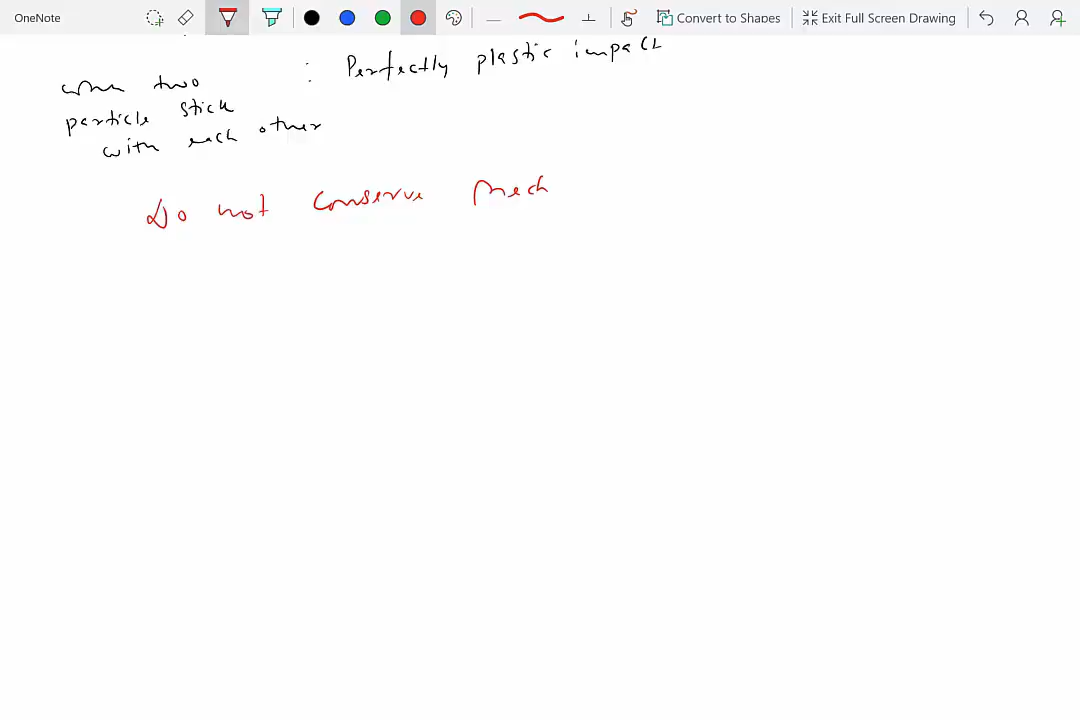 OneNote
Convert to Shapes
Exit Full Screen Drawing
: Perfectly plastic impact
when two
particle stick
with each other
Do not conserve mech